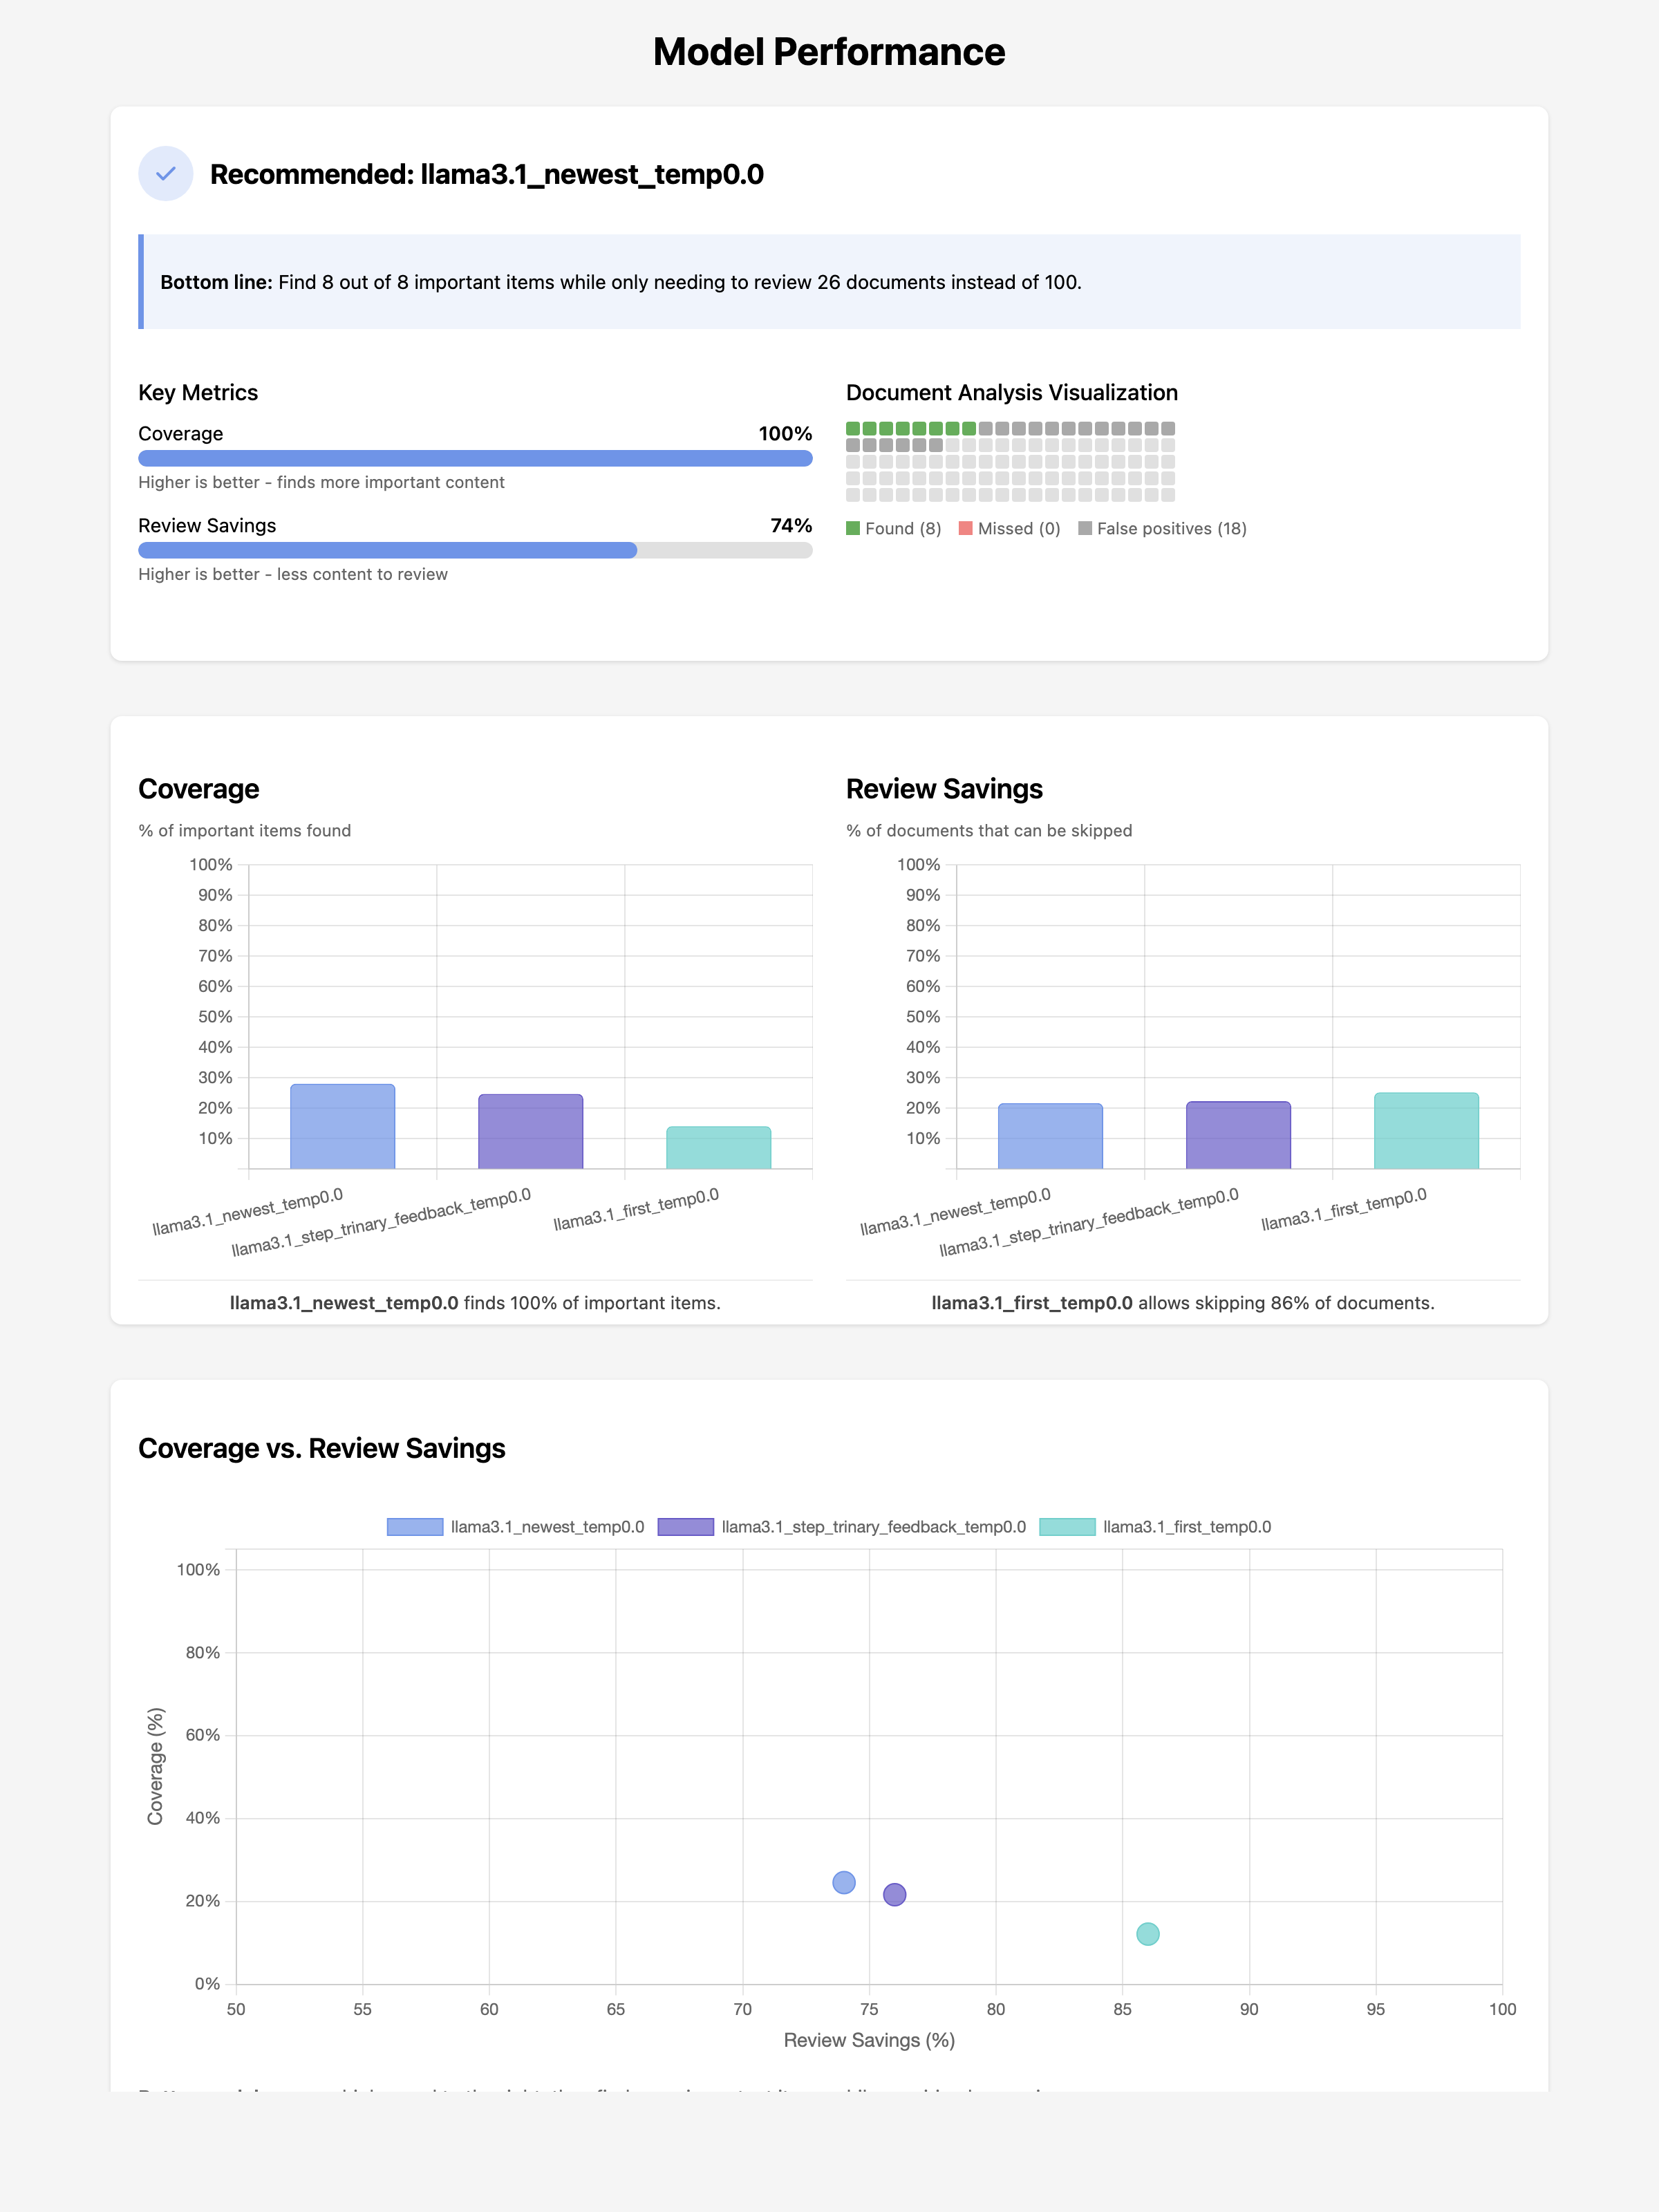 Model Performance
Recommended: llama3.1_newest_temp0.0
Bottom line: Find 8 out of 8 important items while only needing to review 26 documents instead of 100.
Key Metrics
Coverage 100%
Higher is better - finds more important content
Review Savings 74%
Higher is better - less content to review
Document Analysis Visualization
Found (8) Missed (0) False positives (18)
Coverage
% of important items found
100%
90%
80%
70%
60%
50%
40%
30%
20%
10%
llama3.1_newest_temp0.0
llama3.1_step_trinary_feedback_temp0.0
llama3.1_first_temp0.0
llama3.1_newest_temp0.0 finds 100% of important items.
Review Savings
% of documents that can be skipped
100%
90%
80%
70%
60%
50%
40%
30%
20%
10%
llama3.1_newest_temp0.0
llama3.1_step_trinary_feedback_temp0.0
llama3.1_first_temp0.0
llama3.1_first_temp0.0 allows skipping 86% of documents.
Coverage vs. Review Savings
llama3.1_newest_temp0.0 llama3.1_step_trinary_feedback_temp0.0 llama3.1_first_temp0.0
Coverage (%)
100%
80%
60%
40%
20%
0%
50 55 60 65 70 75 80 85 90 95 100
Review Savings (%)